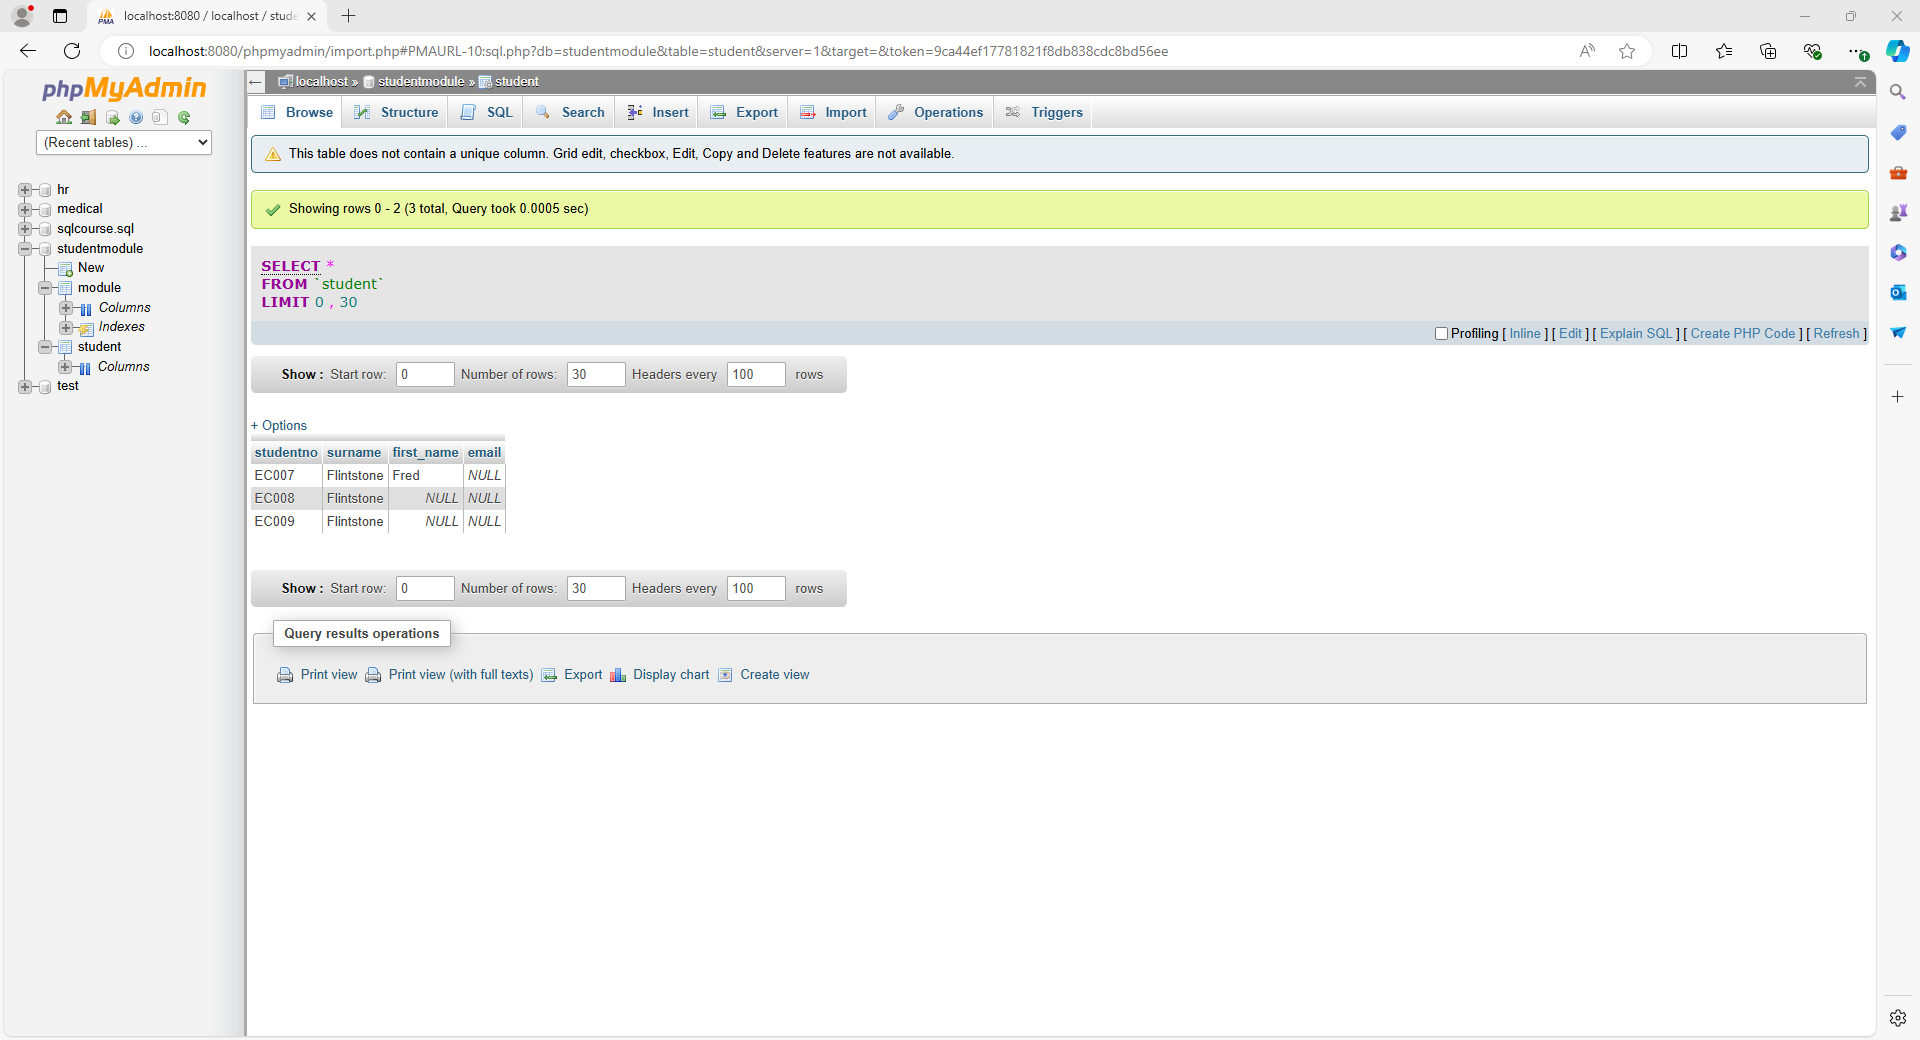 localhost:8080 / localhost / stude
localhost:8080/phpmyadmin/import.php#PMAURL-10:sql.php?db=studentmodule&table=student&server=1&target=&token=9ca44ef17781821f8db838cdc8bd56ee
phpMyAdmin
(Recent tables) ...
hr
medical
sqlcourse.sql
studentmodule
New
module
Columns
Indexes
student
Columns
test
localhost » studentmodule » student
Browse Structure SQL Search Insert Export Import Operations Triggers
This table does not contain a unique column. Grid edit, checkbox, Edit, Copy and Delete features are not available.
Showing rows 0 - 2 (3 total, Query took 0.0005 sec)
SELECT *
FROM `student`
LIMIT 0 , 30
Profiling [ Inline ] [ Edit ] [ Explain SQL ] [ Create PHP Code ] [ Refresh ]
Show : Start row: 0 Number of rows: 30 Headers every 100 rows
+ Options
studentno surname first_name email
EC007 Flintstone Fred NULL
EC008 Flintstone NULL NULL
EC009 Flintstone NULL NULL
Show : Start row: 0 Number of rows: 30 Headers every 100 rows
Query results operations
Print view Print view (with full texts) Export Display chart Create view